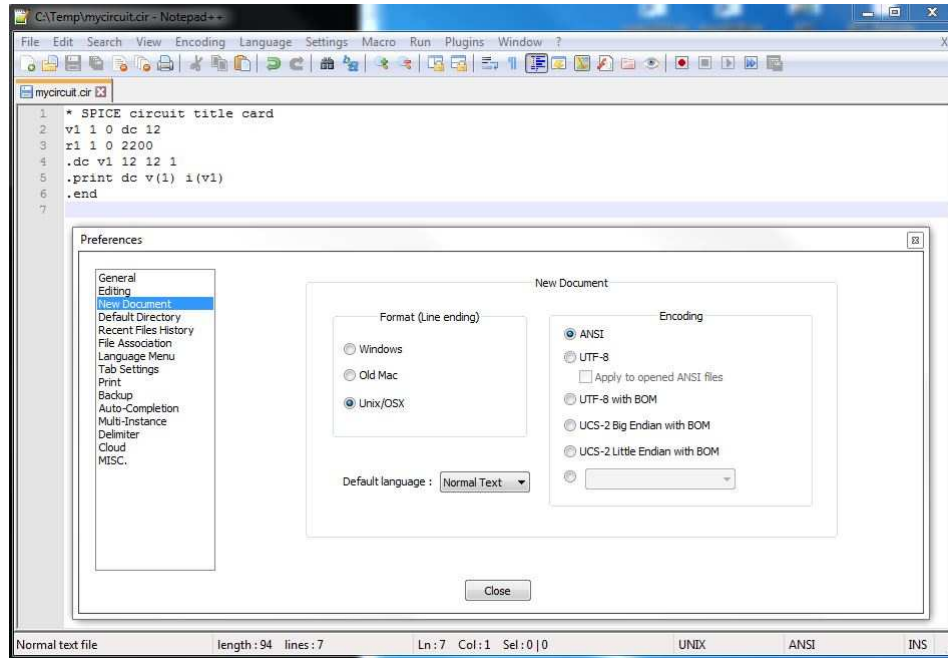 C:\Temp\mycircuit.cir - Notepad++
File Edit Search View Encoding Language Settings Macro Run Plugins Window ? X
mycircuit.cir
1 * SPICE circuit title card
2 v1 1 0 dc 12
3 r1 1 0 2200
4 .dc v1 12 12 1
5 .print dc v(1) i(v1)
6 .end
7
Preferences
General
Editing
New Document
Default Directory
Recent Files History
File Association
Language Menu
Tab Settings
Print
Backup
Auto-Completion
Multi-Instance
Delimiter
Cloud
MISC.
New Document
Format (Line ending)
Windows
Old Mac
Unix/OSX
Default language : Normal Text
Encoding
ANSI
UTF-8
Apply to opened ANSI files
UTF-8 with BOM
UCS-2 Big Endian with BOM
UCS-2 Little Endian with BOM
Close
Normal text file length : 94 lines : 7 Ln : 7 Col : 1 Sel : 0 | 0 UNIX ANSI INS